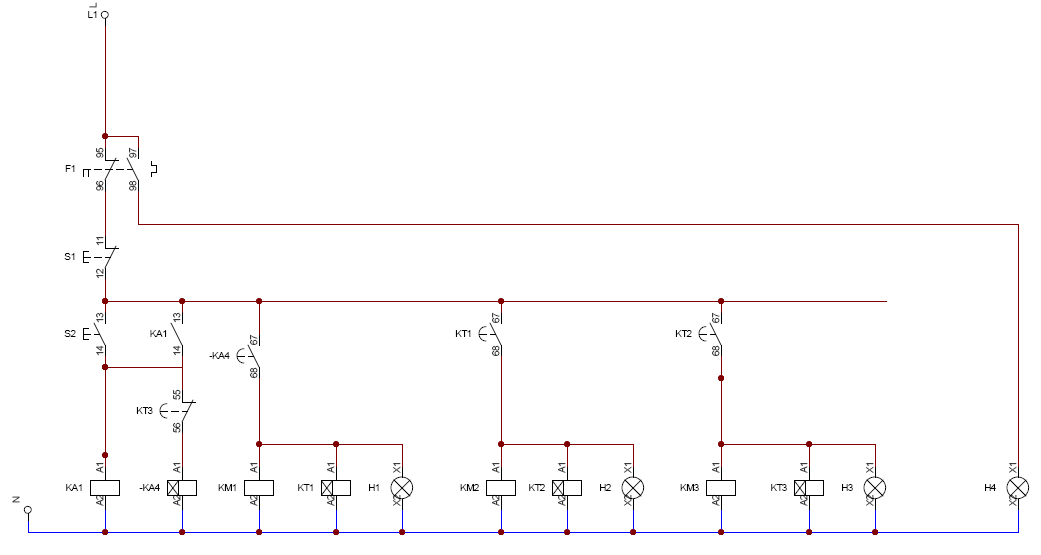 L
L1
95
97
F1
96
98
11
S1
12
13
13
67
67
S2
KA1
67
KT1
KT2
14
14
-KA4
68
68
68
55
KT3
56
A1
A1
A1
A1
X1
A1
A1
X1
A1
A1
X1
X1
KA1
-KA4
KM1
KT1
H1
KM2
KT2
H2
KM3
KT3
H3
H4
A2
A2
A2
A2
X2
A2
A2
X2
A2
A2
X2
X2
N